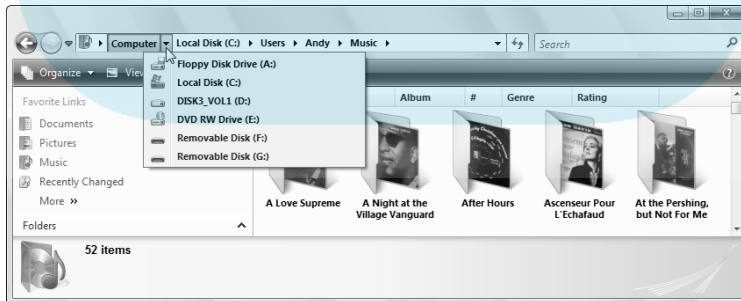 Computer Local Disk (C:) Users Andy Music
Search
Organize View
Floppy Disk Drive (A:)
Local Disk (C:)
DISK3_VOL1 (D:)
DVD RW Drive (E:)
Removable Disk (F:)
Removable Disk (G:)
Favorite Links
Documents
Pictures
Music
Recently Changed
More »
Folders
Album # Genre Rating
A Love Supreme
A Night at the
Village Vanguard
After Hours
Ascenseur Pour
L'Echafaud
At the Pershing,
but Not For Me
52 items